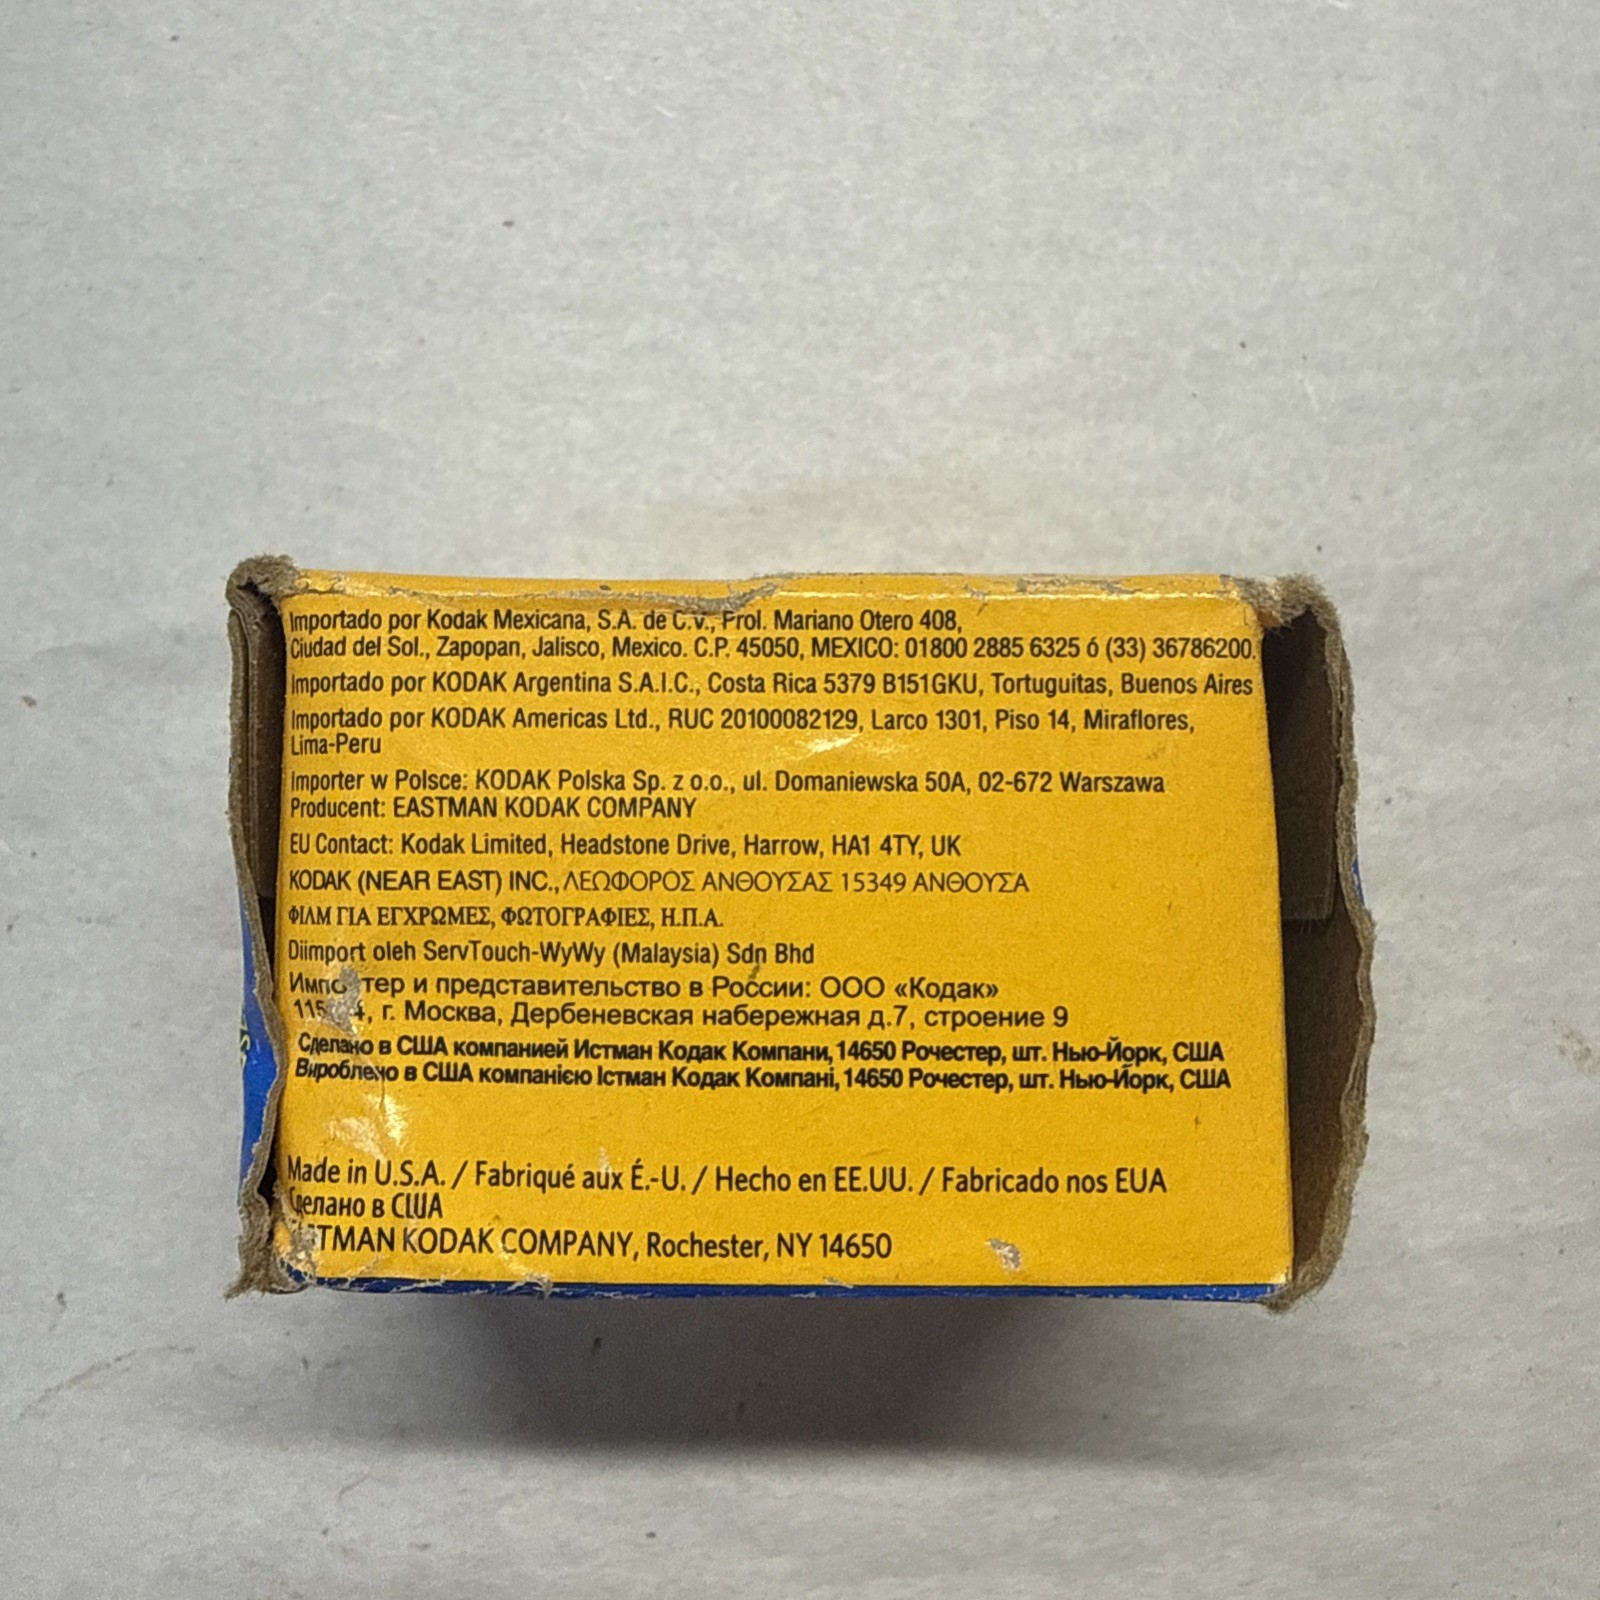 Importado por Kodak Mexicana, S.A. de C.V., Prol. Mariano Otero 408,
Ciudad del Sol., Zapopan, Jalisco, Mexico. C.P. 45050, MEXICO: 01800 2885 6325 ó (33) 36786200.
Importado por KODAK Argentina S.A.I.C., Costa Rica 5379 B151GKU, Tortuguitas, Buenos Aires
Importado por KODAK Americas Ltd., RUC 20100082129, Larco 1301, Piso 14, Miraflores,
Lima-Peru
Importer w Polsce: KODAK Polska Sp. z o.o., ul. Domaniewska 50A, 02-672 Warszawa
Producent: EASTMAN KODAK COMPANY
EU Contact: Kodak Limited, Headstone Drive, Harrow, HA1 4TY, UK
KODAK (NEAR EAST) INC., ΛΕΩΦΟΡΟΣ ΑΝΘΟΥΣΑΣ 15349 ΑΝΘΟΥΣΑ
ΦΙΛΜ ΓΙΑ ΕΓΧΡΩΜΕΣ, ΦΩΤΟΓΡΑΦΙΕΣ, Η.Π.Α.
Diimport oleh ServTouch-WyWy (Malaysia) Sdn Bhd
и представительство в России: ООО «Кодак»
г. Москва, Дербеневская набережная д.7, строение 9
Сделано в США компанией Истман Кодак Компани, 14650 Рочестер, шт. Нью-Йорк, США
Вироблено в США компанією Істман Кодак Компані, 14650 Рочестер, шт. Нью-Йорк, США
Made in U.S.A. / Fabriqué aux É.-U. / Hecho en EE.UU. / Fabricado nos EUA
Сделано в США
KODAK COMPANY, Rochester, NY 14650